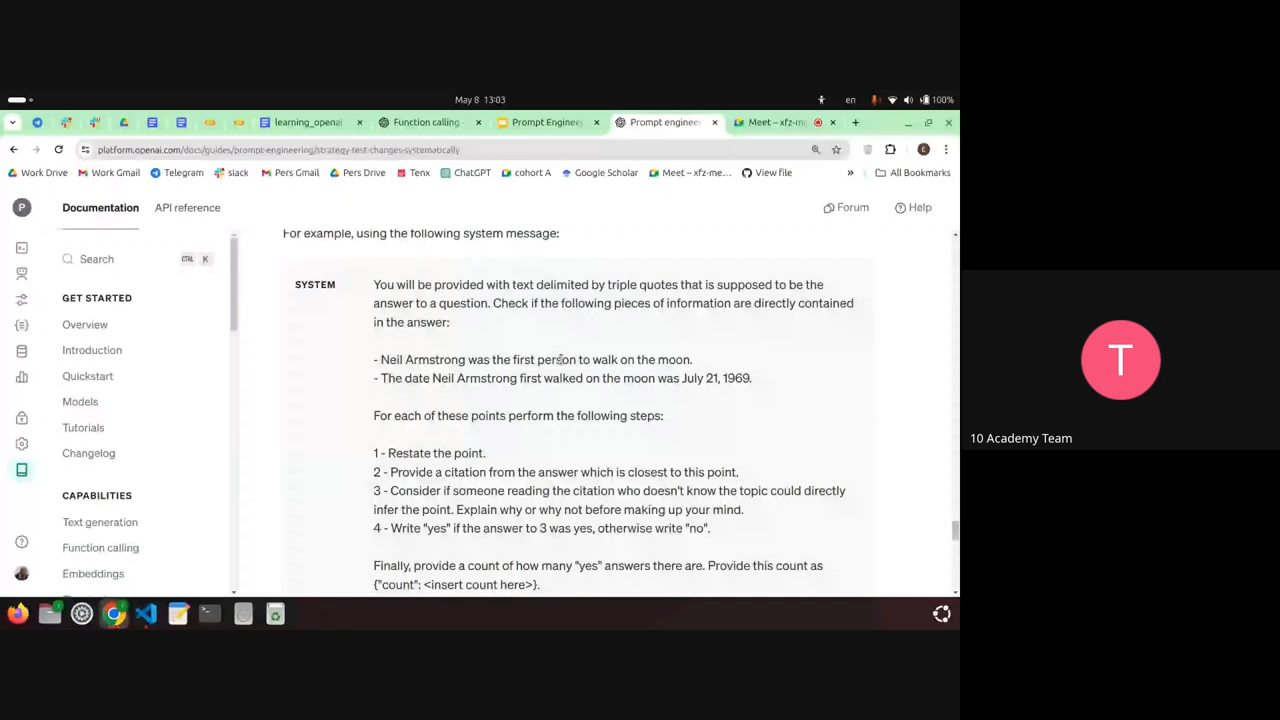 May 8 13:03
en
100%
learning_openai
Function calling
Prompt Enginee
Prompt enginee
Meet – xfz-m
platform.openai.com/docs/guides/prompt-engineering/strategy-test-changes-systematically
Work Drive
Work Gmail
Telegram
slack
Pers Gmail
Pers Drive
Tenx
ChatGPT
cohort A
Google Scholar
Meet – xfz-me...
View file
»
All Bookmarks
P
Documentation
API reference
Forum
Help
Search
CTRL K
GET STARTED
Overview
Introduction
Quickstart
Models
Tutorials
Changelog
CAPABILITIES
Text generation
Function calling
Embeddings
For example, using the following system message:
SYSTEM
You will be provided with text delimited by triple quotes that is supposed to be the
answer to a question. Check if the following pieces of information are directly contained
in the answer:
- Neil Armstrong was the first person to walk on the moon.
- The date Neil Armstrong first walked on the moon was July 21, 1969.
For each of these points perform the following steps:
1 - Restate the point.
2 - Provide a citation from the answer which is closest to this point.
3 - Consider if someone reading the citation who doesn't know the topic could directly
infer the point. Explain why or why not before making up your mind.
4 - Write "yes" if the answer to 3 was yes, otherwise write "no".
Finally, provide a count of how many "yes" answers there are. Provide this count as
{"count": <insert count here>}.
T
10 Academy Team